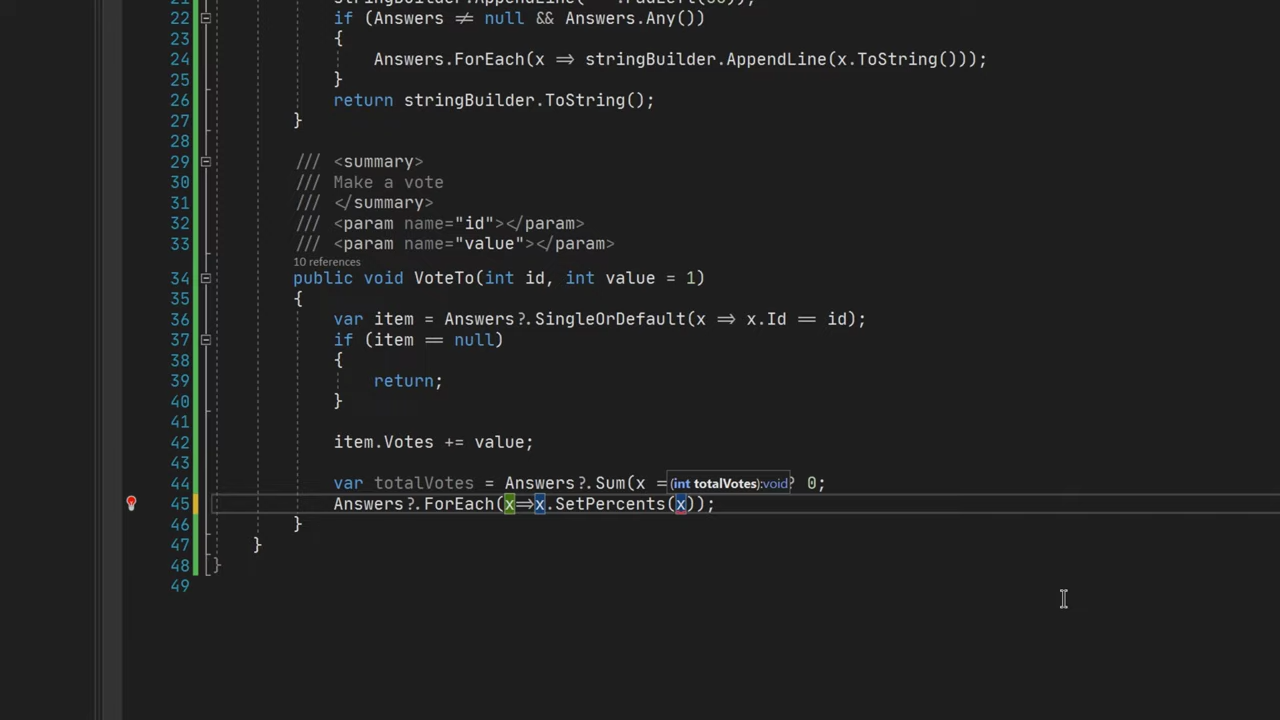 21 stringBuilder.AppendLine(
22 if (Answers ≠ null && Answers.Any())
23 {
24 Answers.ForEach(x ⇒ stringBuilder.AppendLine(x.ToString()));
25 }
26 return stringBuilder.ToString();
27 }
28
29 /// <summary>
30 /// Make a vote
31 /// </summary>
32 /// <param name="id"></param>
33 /// <param name="value"></param>
10 references
34 public void VoteTo(int id, int value = 1)
35 {
36 var item = Answers?.SingleOrDefault(x ⇒ x.Id == id);
37 if (item == null)
38 {
39 return;
40 }
41
42 item.Votes += value;
43
44 var totalVotes = Answers?.Sum(x = (int totalVotes):void ? 0;
45 Answers?.ForEach(x⇒x.SetPercents(x));
46 }
47 }
48 }
49